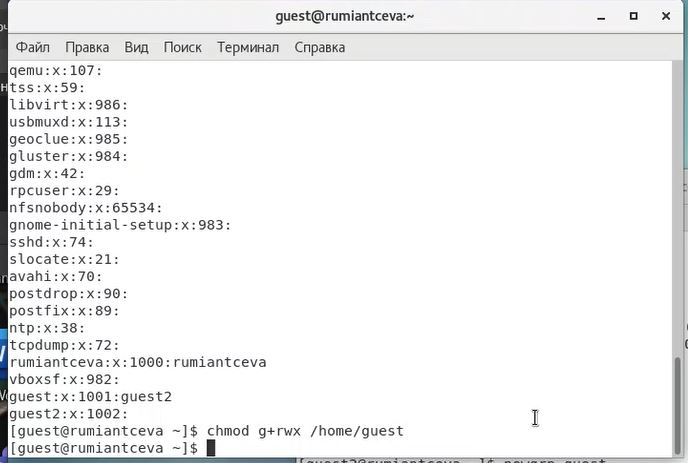 guest@rumiantceva:~
Файл Правка Вид Поиск Терминал Справка
qemu:x:107:
tss:x:59:
libvirt:x:986:
usbmuxd:x:113:
geoclue:x:985:
gluster:x:984:
gdm:x:42:
rpcuser:x:29:
nfsnobody:x:65534:
gnome-initial-setup:x:983:
sshd:x:74:
slocate:x:21:
avahi:x:70:
postdrop:x:90:
postfix:x:89:
ntp:x:38:
tcpdump:x:72:
rumiantceva:x:1000:rumiantceva
vboxsf:x:982:
guest:x:1001:guest2
guest2:x:1002:
[guest@rumiantceva ~]$ chmod g+rwx /home/guest
[guest@rumiantceva ~]$